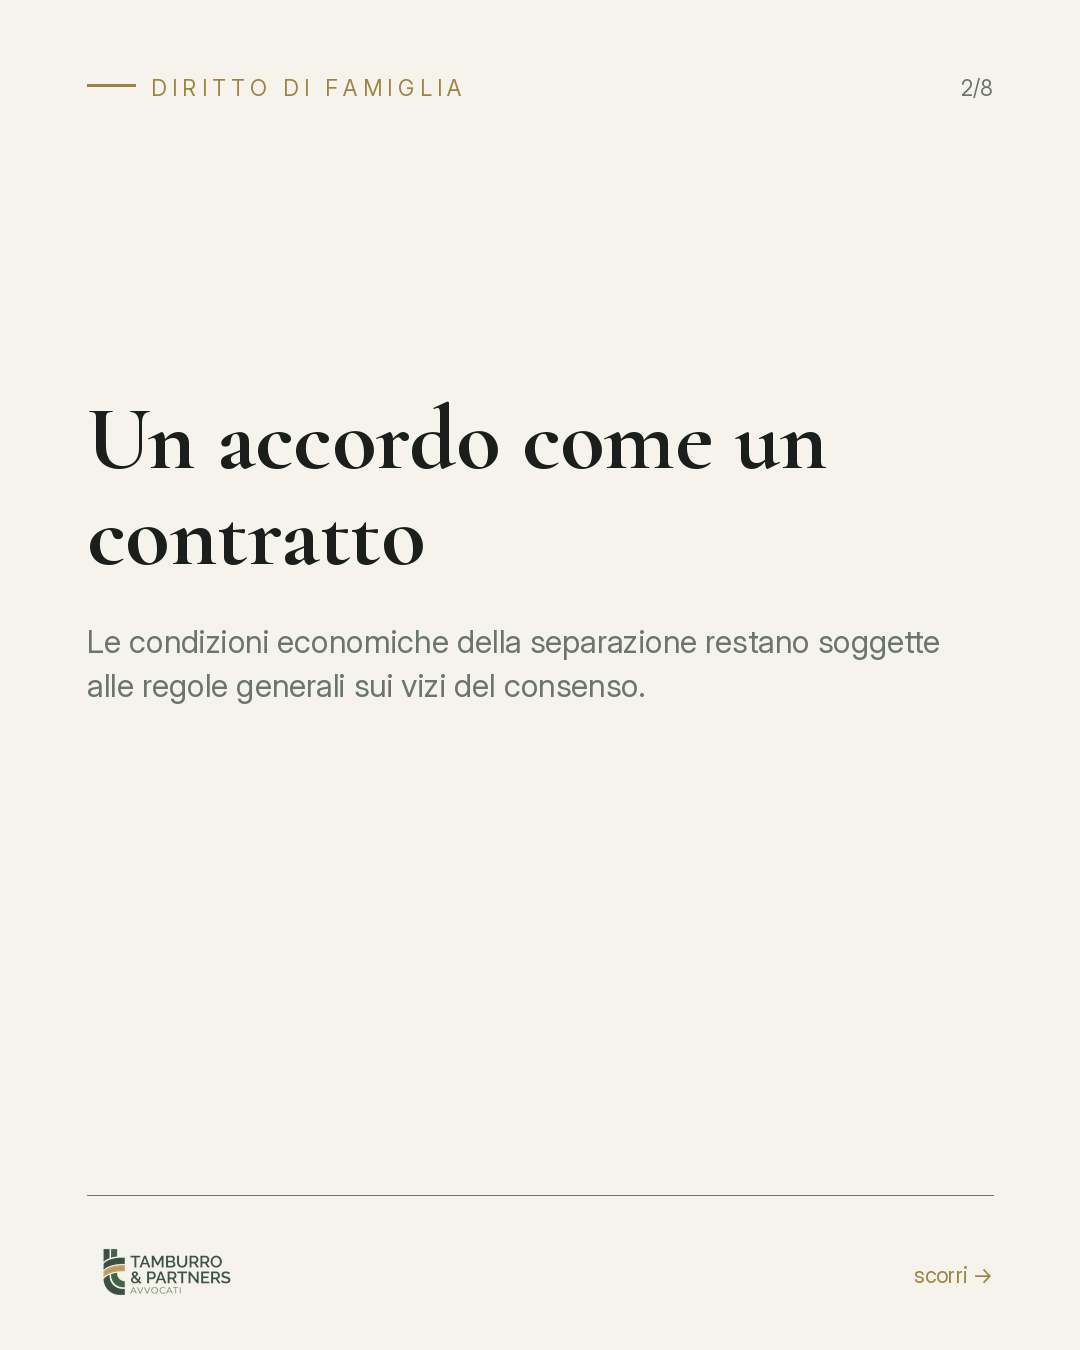 DIRITTO DI FAMIGLIA
2/8
Un accordo come un
contratto
Le condizioni economiche della separazione restano soggette
alle regole generali sui vizi del consenso.
TAMBURRO
& PARTNERS
AVVOCATI
scorri →